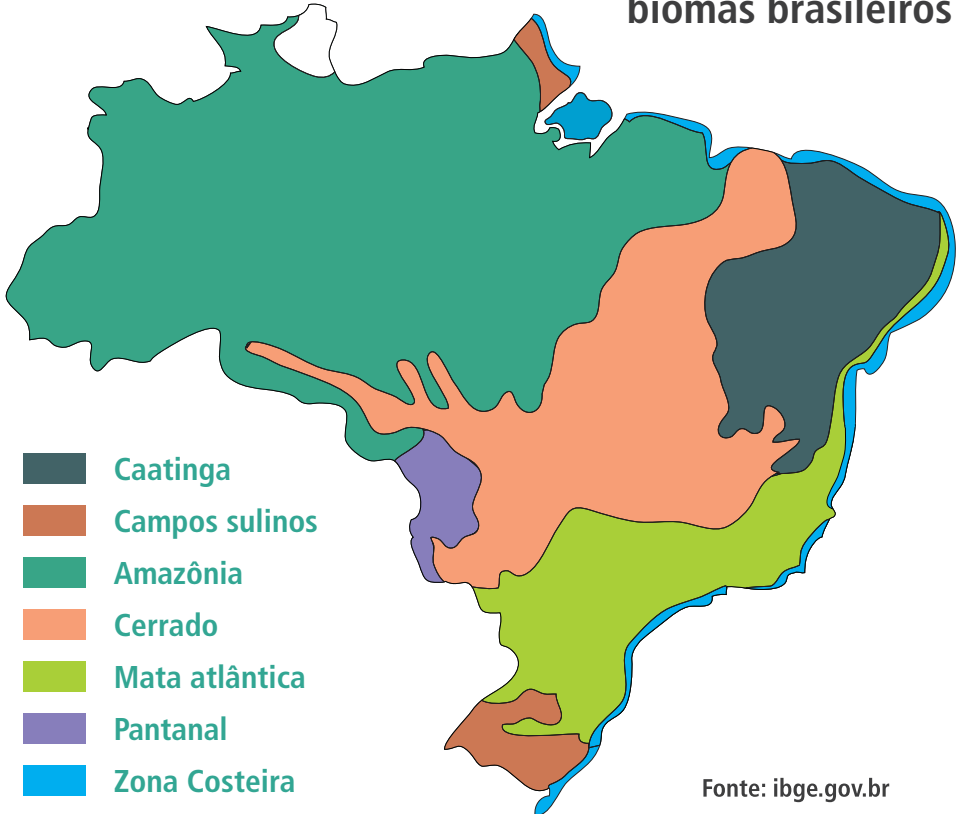 biomas brasileiros
Caatinga
Campos sulinos
Amazônia
Cerrado
Mata atlântica
Pantanal
Zona Costeira
Fonte: ibge.gov.br